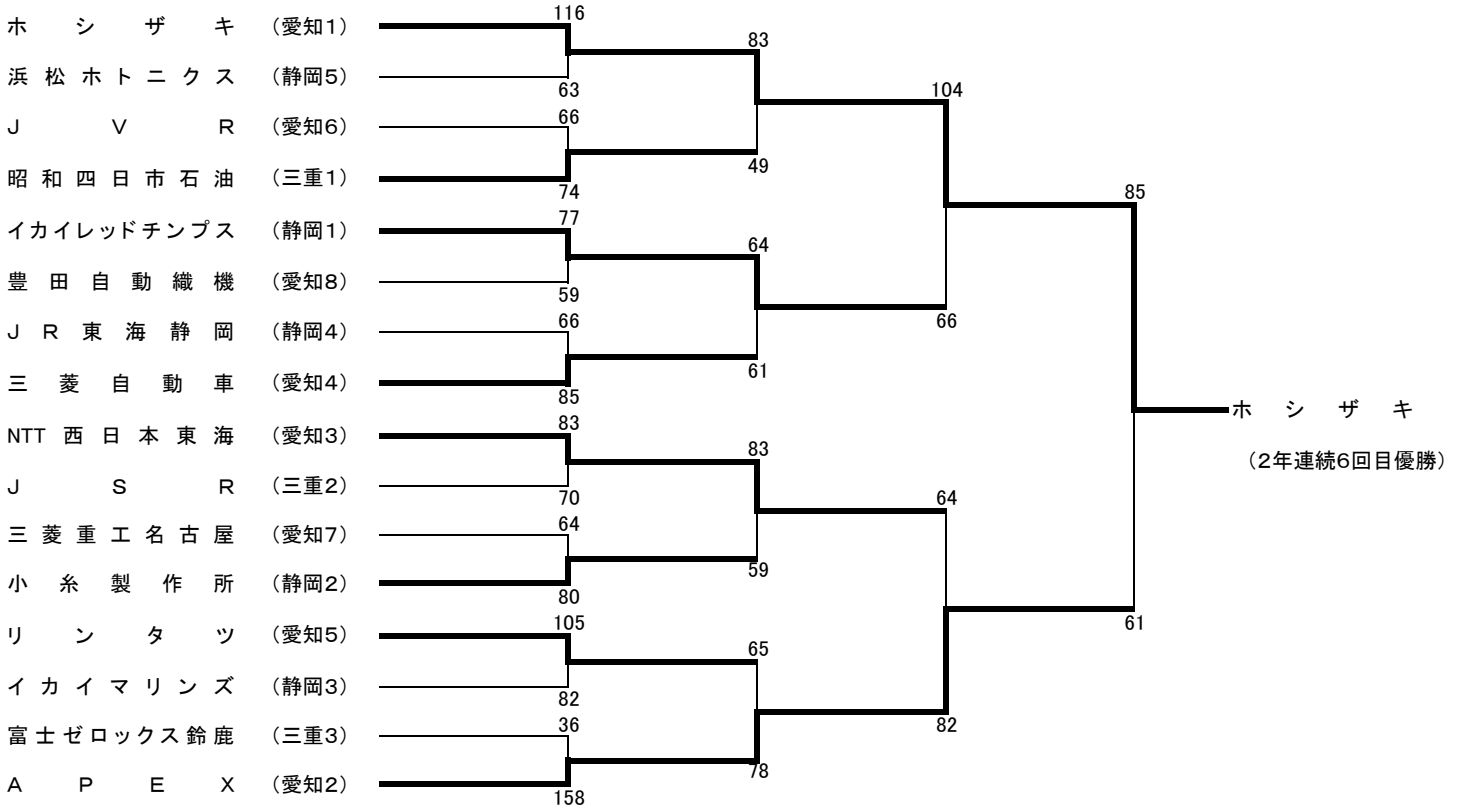 116
ホシザキ (愛知1)
83
浜松ホトニクス (静岡5)
63
104
66
JVR (愛知6)
49
昭和四日市石油 (三重1)
74
85
77
イカイレッドチンプス (静岡1)
64
豊田自動織機 (愛知8)
59
66
66
JR東海静岡 (静岡4)
61
三菱自動車 (愛知4)
85
ホシザキ
83
NTT西日本東海 (愛知3)
83
(2年連続6回目優勝)
JSR (三重2)
70
64
64
三菱重工名古屋 (愛知7)
59
小糸製作所 (静岡2)
80
105
61
リンタツ (愛知5)
65
イカイマリンズ (静岡3)
82
36
82
富士ゼロックス鈴鹿 (三重3)
78
APEX (愛知2)
158